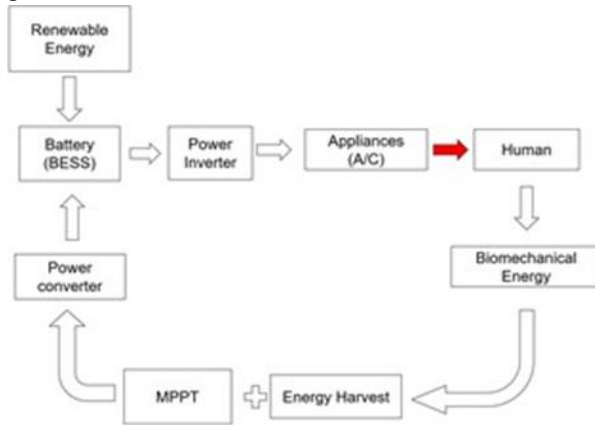 Renewable
Energy
Battery
(BESS)
Power
Inverter
Appliances
(A/C)
Human
Power
converter
Biomechanical
Energy
MPPT
Energy Harvest